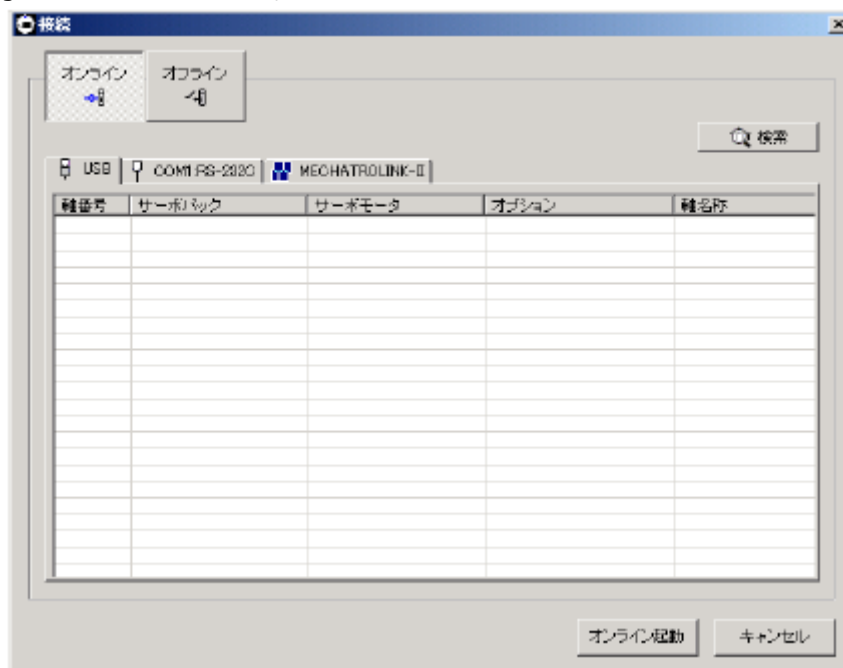 接続
オンライン オフライン
検索
USB COM1:RS-232C MECHATROLINK-II
軸番号 サーボパック サーボモータ オプション 軸名称
オンライン起動 キャンセル